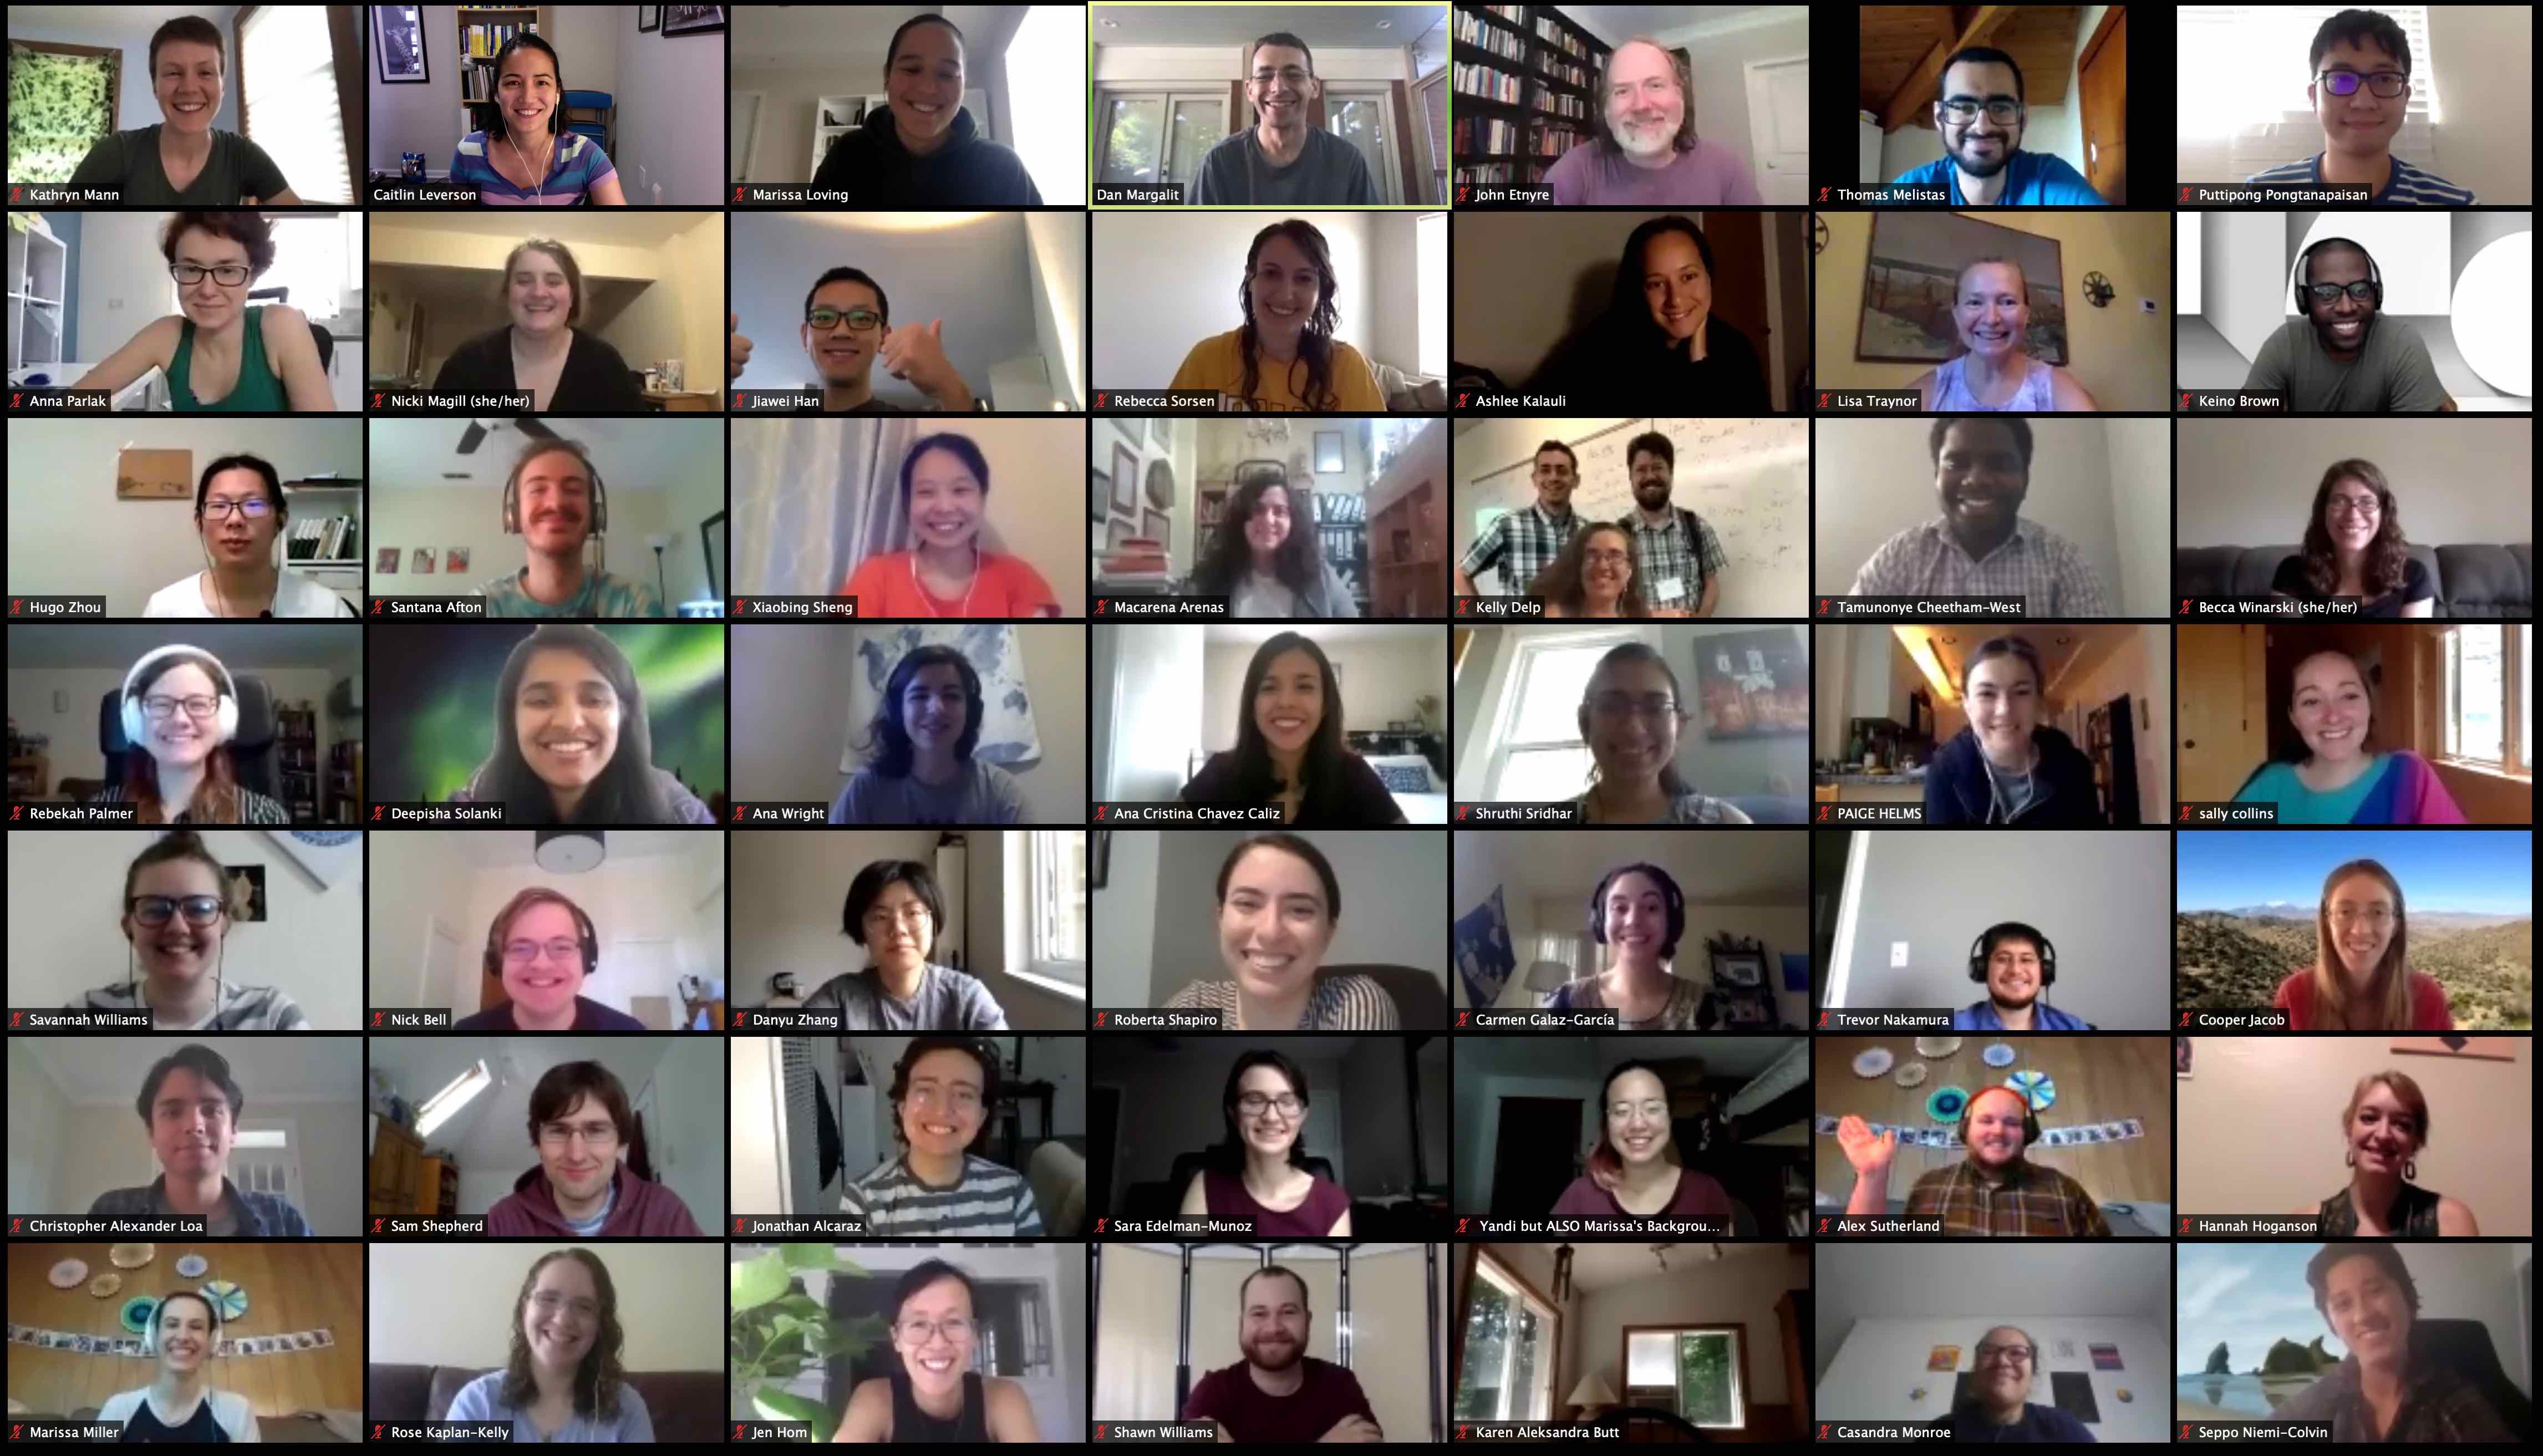 Kathryn Mann
Caitlin Leverson
Marissa Loving
Dan Margalit
John Etnyre
Thomas Melistas
Puttipong Pongtanapaisan
Anna Parlak
Nicki Magill (she/her)
Jiawei Han
Rebecca Sorsen
Ashlee Kalauli
Lisa Traynor
Keino Brown
Hugo Zhou
Santana Afton
Xiaobing Sheng
Macarena Arenas
Kelly Delp
Tamunonye Cheetham-West
Becca Winarski (she/her)
Rebekah Palmer
Deepisha Solanki
Ana Wright
Ana Cristina Chavez Caliz
Shruthi Sridhar
PAIGE HELMS
sally collins
Savannah Williams
Nick Bell
Danyu Zhang
Roberta Shapiro
Carmen Galaz-García
Trevor Nakamura
Cooper Jacob
Christopher Alexander Loa
Sam Shepherd
Jonathan Alcaraz
Sara Edelman-Munoz
Yandi but ALSO Marissa's Backgrou...
Alex Sutherland
Hannah Hoganson
Marissa Miller
Rose Kaplan-Kelly
Jen Hom
Shawn Williams
Karen Aleksandra Butt
Casandra Monroe
Seppo Niemi-Colvin